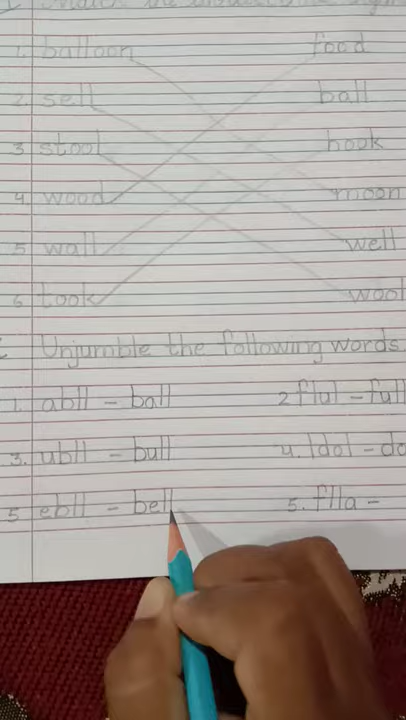 1. balloon food
2. sell ball
3 stool hook
4. wood moon
5 wall well
6 took wool
Unjumble the following words.
1. abll - ball 2 flul - full
3. ubll - bull 4. ldol - do
5 ebll - bell 5. flla -